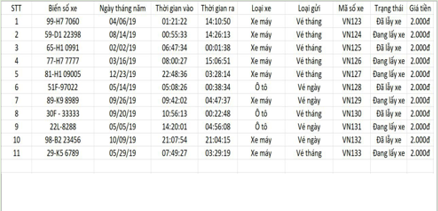 STT Biển số xe Ngày tháng năm Thời gian vào Thời gian ra Loại xe Loại gửi Mã số xe Trạng thái Giá tiền
1 99-H7 7060 04/06/19 01:21:22 14:10:50 Xe máy Vé tháng VN123 Đã lấy xe 2.000đ
2 59-D1 22398 08/14/19 00:55:33 14:26:13 Xe máy Vé tháng VN124 Đang lấy xe 2.000đ
3 65-H1 0991 02/02/19 06:47:34 00:01:38 Xe máy Vé tháng VN125 Đã lấy xe 2.000đ
4 77-H7 7777 03/16/19 08:00:27 15:06:51 Xe máy Vé tháng VN126 Đang lấy xe 2.000đ
5 81-H1 09005 12/23/19 22:48:36 03:28:14 Xe máy Vé tháng VN127 Đang lấy xe 2.000đ
6 51F-97022 05/14/19 05:08:26 00:38:34 Ô tô Vé ngày VN128 Đã lấy xe 2.000đ
7 89-K9 8989 09/26/19 09:42:02 04:47:37 Xe máy Vé ngày VN129 Đang lấy xe 2.000đ
8 30F - 33333 09/20/19 10:56:13 00:22:48 Ô tô Vé tháng VN130 Đã lấy xe 2.000đ
9 22L-8288 05/05/19 14:20:01 04:56:08 Ô tô Vé tháng VN131 Đang lấy xe 2.000đ
10 98-B2 23456 10/09/19 21:07:54 21:04:15 Xe máy Vé ngày VN132 Đã lấy xe 2.000đ
11 29-K5 6789 05/29/19 07:49:27 03:29:19 Xe máy Vé tháng VN133 Đang lấy xe 2.000đ